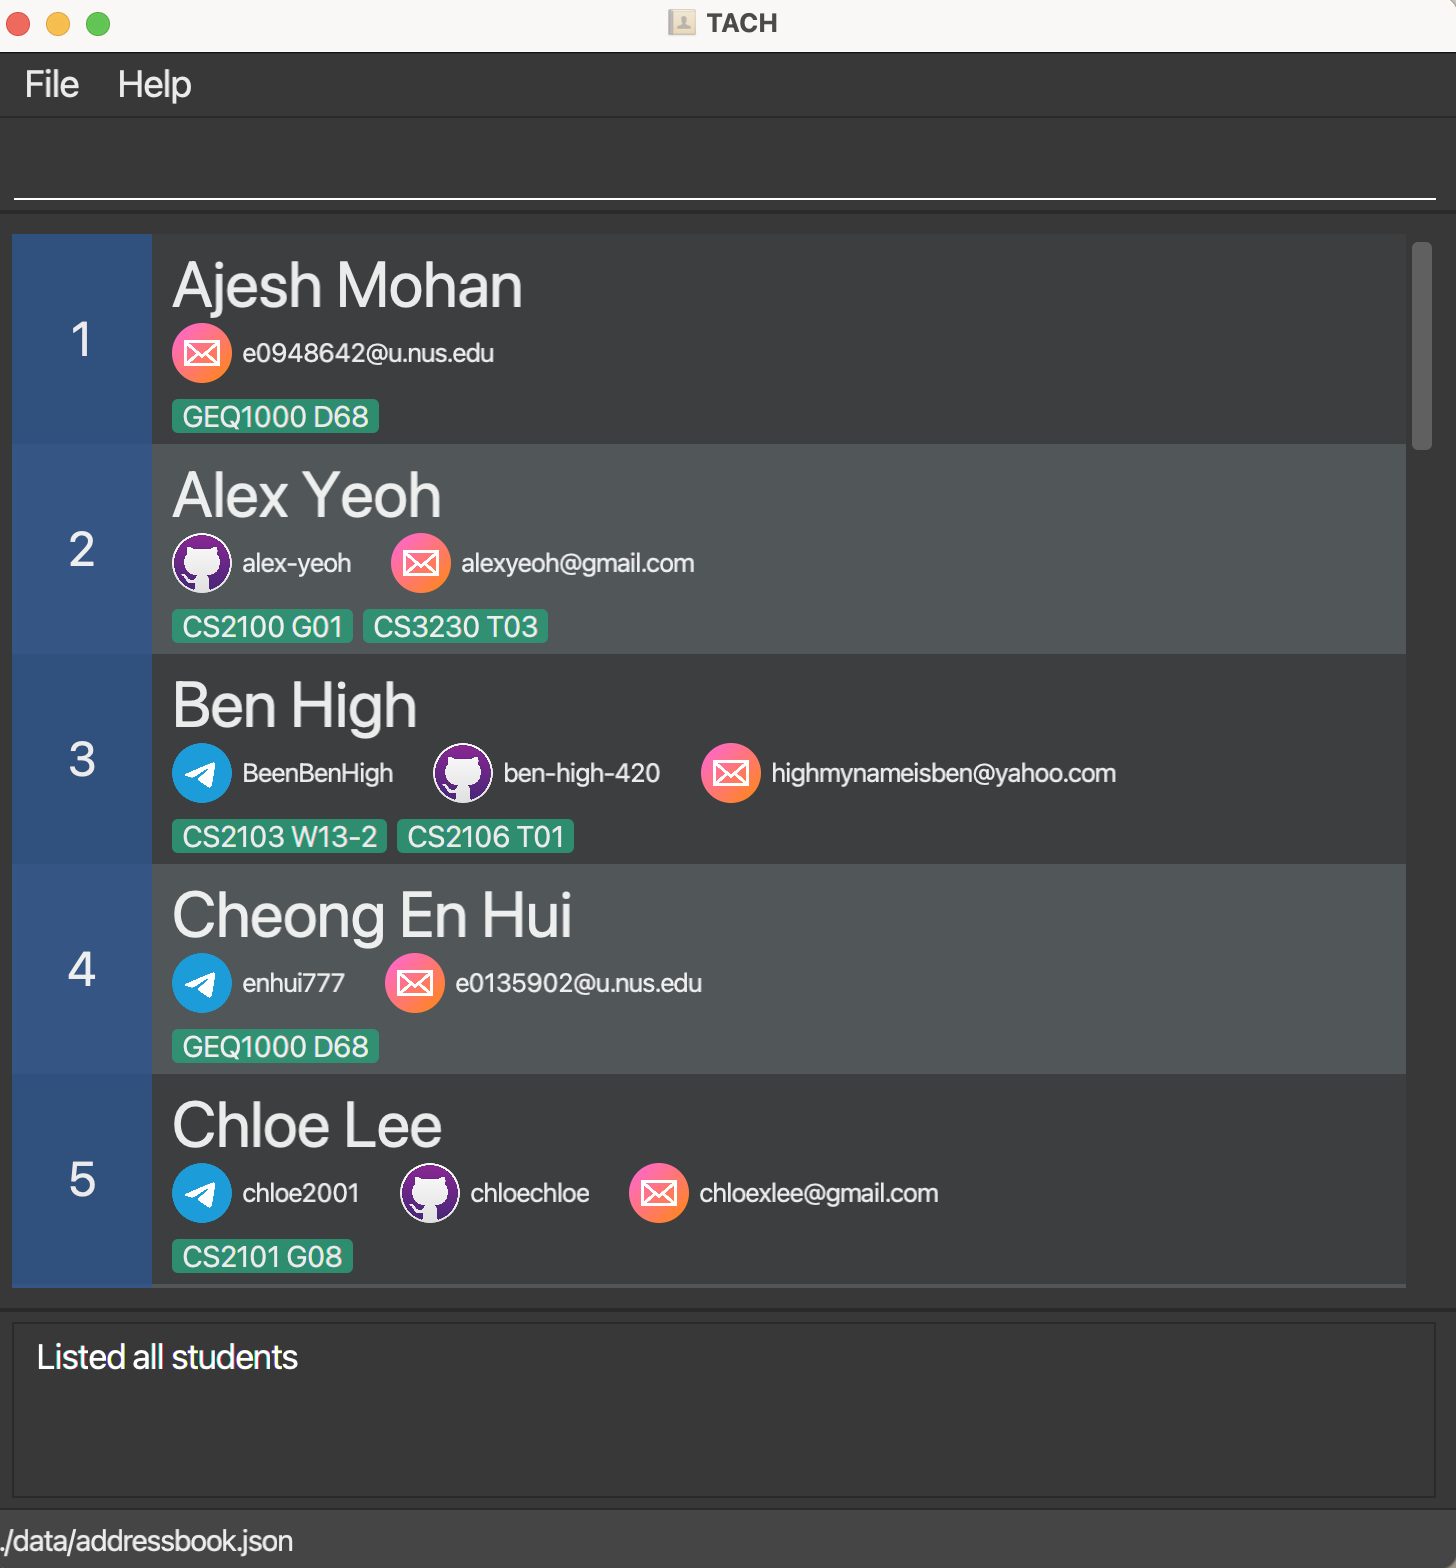 TACH
File Help
1
Ajesh Mohan
e0948642@u.nus.edu
GEQ1000 D68
2
Alex Yeoh
alex-yeoh alexyeoh@gmail.com
CS2100 G01 CS3230 T03
3
Ben High
BeenBenHigh ben-high-420 highmynameisben@yahoo.com
CS2103 W13-2 CS2106 T01
4
Cheong En Hui
enhui777 e0135902@u.nus.edu
GEQ1000 D68
5
Chloe Lee
chloe2001 chloechloe chloexlee@gmail.com
CS2101 G08
Listed all students
./data/addressbook.json